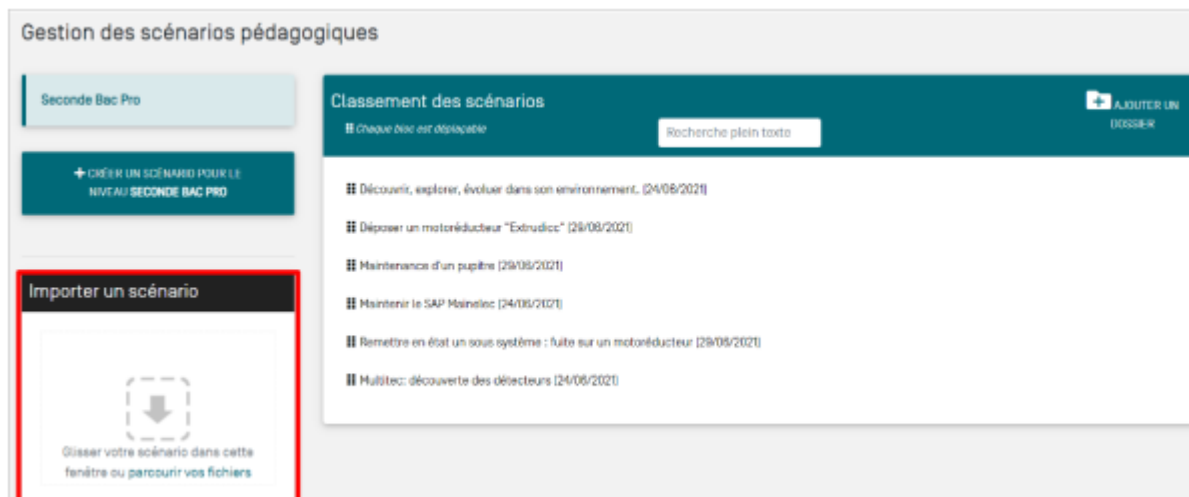 Gestion des scénarios pédagogiques
Seconde Bac Pro
+ CRÉER UN SCÉNARIO POUR LE
NIVEAU SECONDE BAC PRO
Importer un scénario
Glisser votre scénario dans cette
fenêtre ou parcourir vos fichiers
Classement des scénarios
Chaque bloc est déplaçable
Recherche plein texte
AJOUTER UN
DOSSIER
Découvrir, explorer, évoluer dans son environnement. (24/06/2021)
Déposer un motoréducteur "Extrudicc" (29/06/2021)
Maintenance d'un pupitre (29/06/2021)
Maintenir le SAP Mainelec (24/06/2021)
Remettre en état un sous système : fuite sur un motoréducteur (29/06/2021)
Multitec: découverte des détecteurs (24/06/2021)